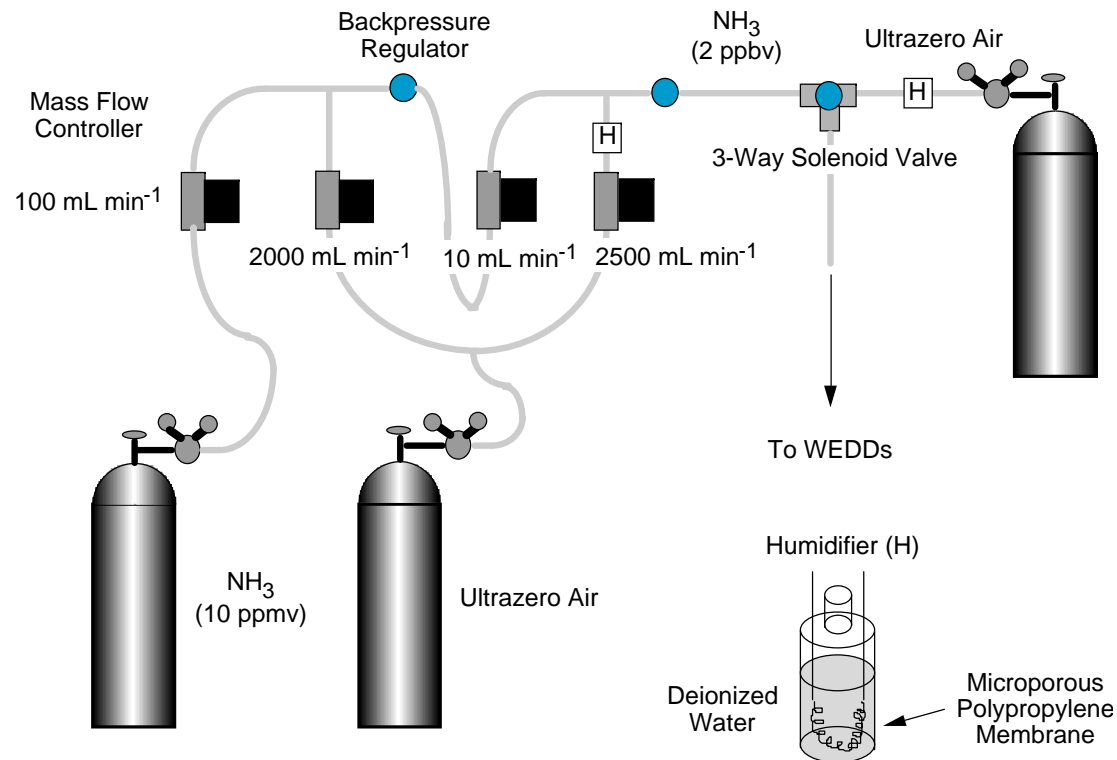 Backpressure
Regulator
NH3
(2 ppbv)
Ultrazero Air
Mass Flow
Controller
H
H
3-Way Solenoid Valve
100 mL min-1
2000 mL min-1
10 mL min-1
2500 mL min-1
To WEDDs
NH3
(10 ppmv)
Ultrazero Air
Humidifier (H)
Deionized
Water
Microporous
Polypropylene
Membrane